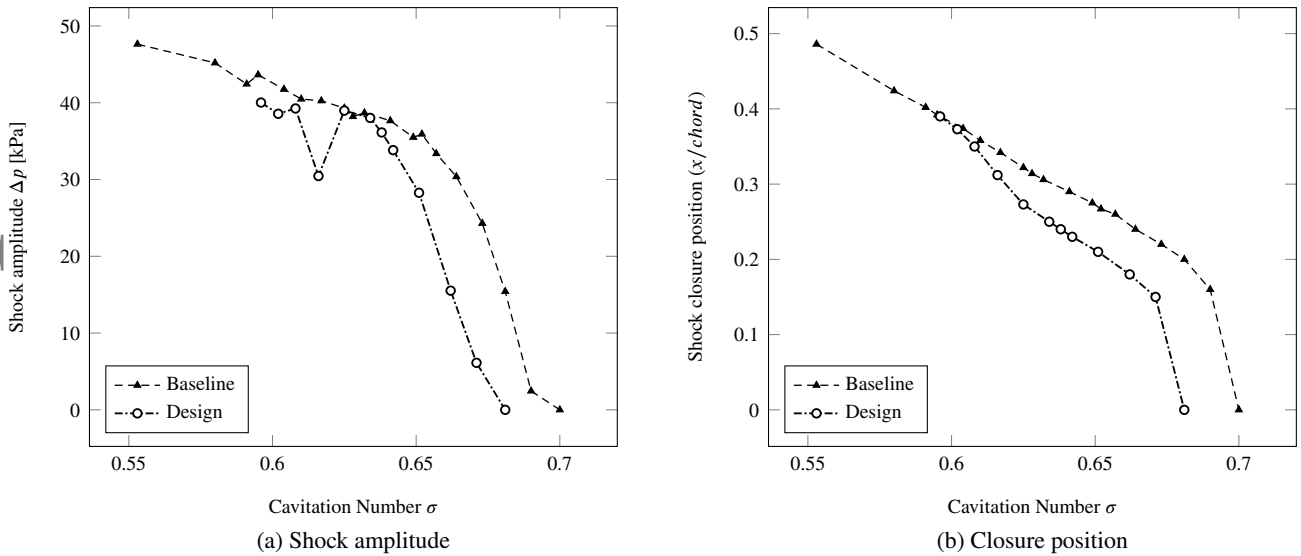 50
40
30
20
10
0
Shock amplitude Δp [kPa]
Baseline
Design
0.55 0.6 0.65 0.7
Cavitation Number σ
(a) Shock amplitude
0.5
0.4
0.3
0.2
0.1
0
Shock closure position (x/chord)
Baseline
Design
0.55 0.6 0.65 0.7
Cavitation Number σ
(b) Closure position